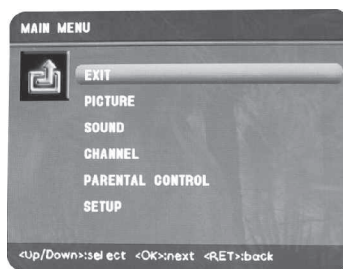 MAIN MENU
EXIT
PICTURE
SOUND
CHANNEL
PARENTAL CONTROL
SETUP
<Up/Down>:select <OK>:next <RET>:back